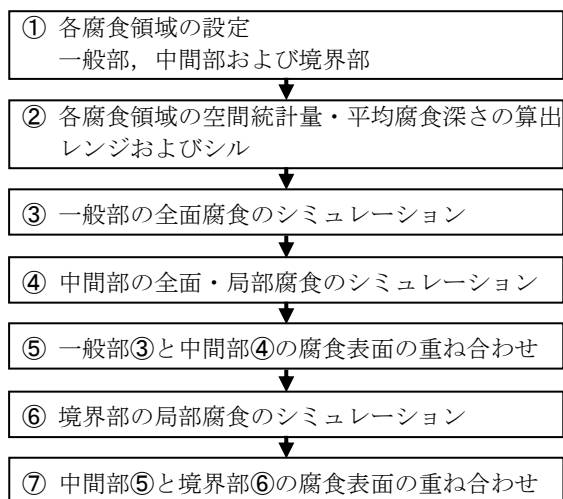 ① 各腐食領域の設定
一般部，中間部および境界部
② 各腐食領域の空間統計量・平均腐食深さの算出
レンジおよびシル
③ 一般部の全面腐食のシミュレーション
④ 中間部の全面・局部腐食のシミュレーション
⑤ 一般部③と中間部④の腐食表面の重ね合わせ
⑥ 境界部の局部腐食のシミュレーション
⑦ 中間部⑤と境界部⑥の腐食表面の重ね合わせ